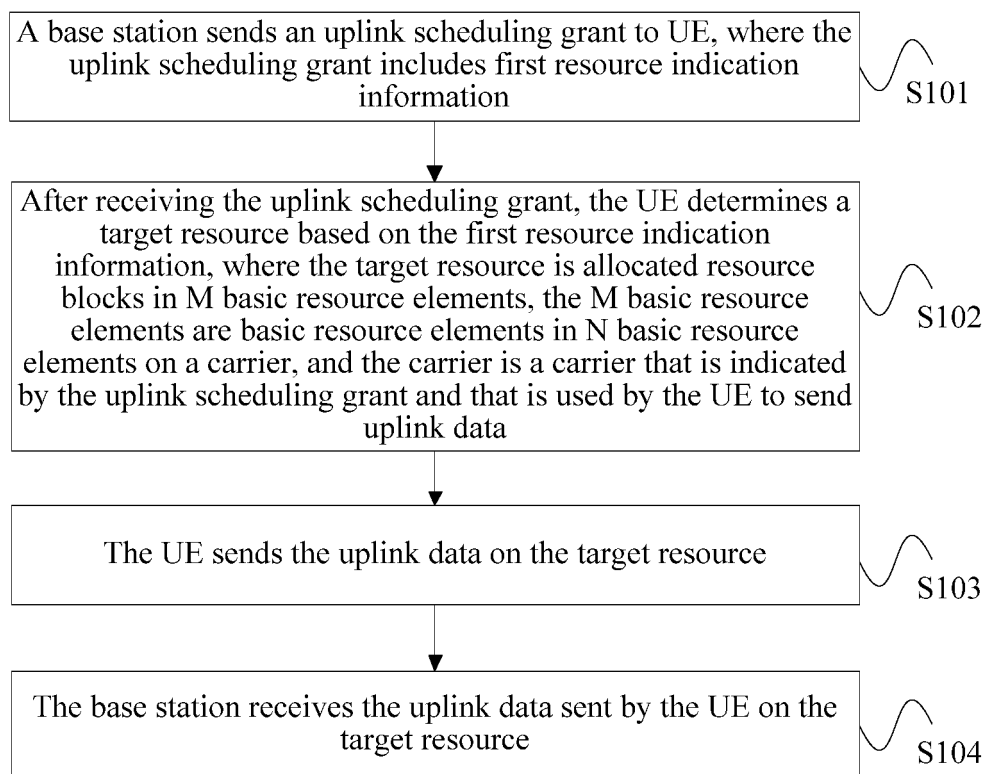 A base station sends an uplink scheduling grant to UE, where the
uplink scheduling grant includes first resource indication
information
S101
After receiving the uplink scheduling grant, the UE determines a
target resource based on the first resource indication
information, where the target resource is allocated resource
blocks in M basic resource elements, the M basic resource
elements are basic resource elements in N basic resource
elements on a carrier, and the carrier is a carrier that is indicated
by the uplink scheduling grant and that is used by the UE to send
uplink data
S102
The UE sends the uplink data on the target resource
S103
The base station receives the uplink data sent by the UE on the
target resource
S104